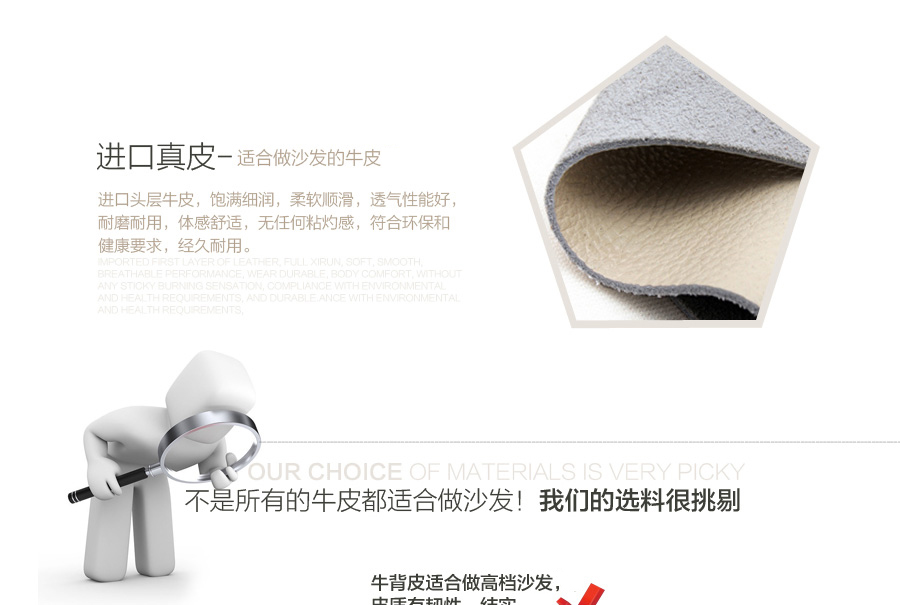 进口真皮-适合做沙发的牛皮
进口头层牛皮，饱满细润，柔软顺滑，透气性能好，
耐磨耐用，体感舒适，无任何粘灼感，符合环保和
健康要求，经久耐用。
IMPORTED FIRST LAYER OF LEATHER, FULL XIRUN, SOFT, SMOOTH,
BREATHABLE PERFORMANCE, WEAR DURABLE, BODY COMFORT, WITHOUT
ANY STICKY BURNING SENSATION, COMPLIANCE WITH ENVIRONMENTAL
AND HEALTH REQUIREMENTS, AND DURABLE.ANCE WITH ENVIRONMENTAL
AND HEALTH REQUIREMENTS,
OUR CHOICE OF MATERIALS IS VERY PICKY
不是所有的牛皮都适合做沙发！我们的选料很挑剔
牛背皮适合做高档沙发，
皮质有韧性、结实